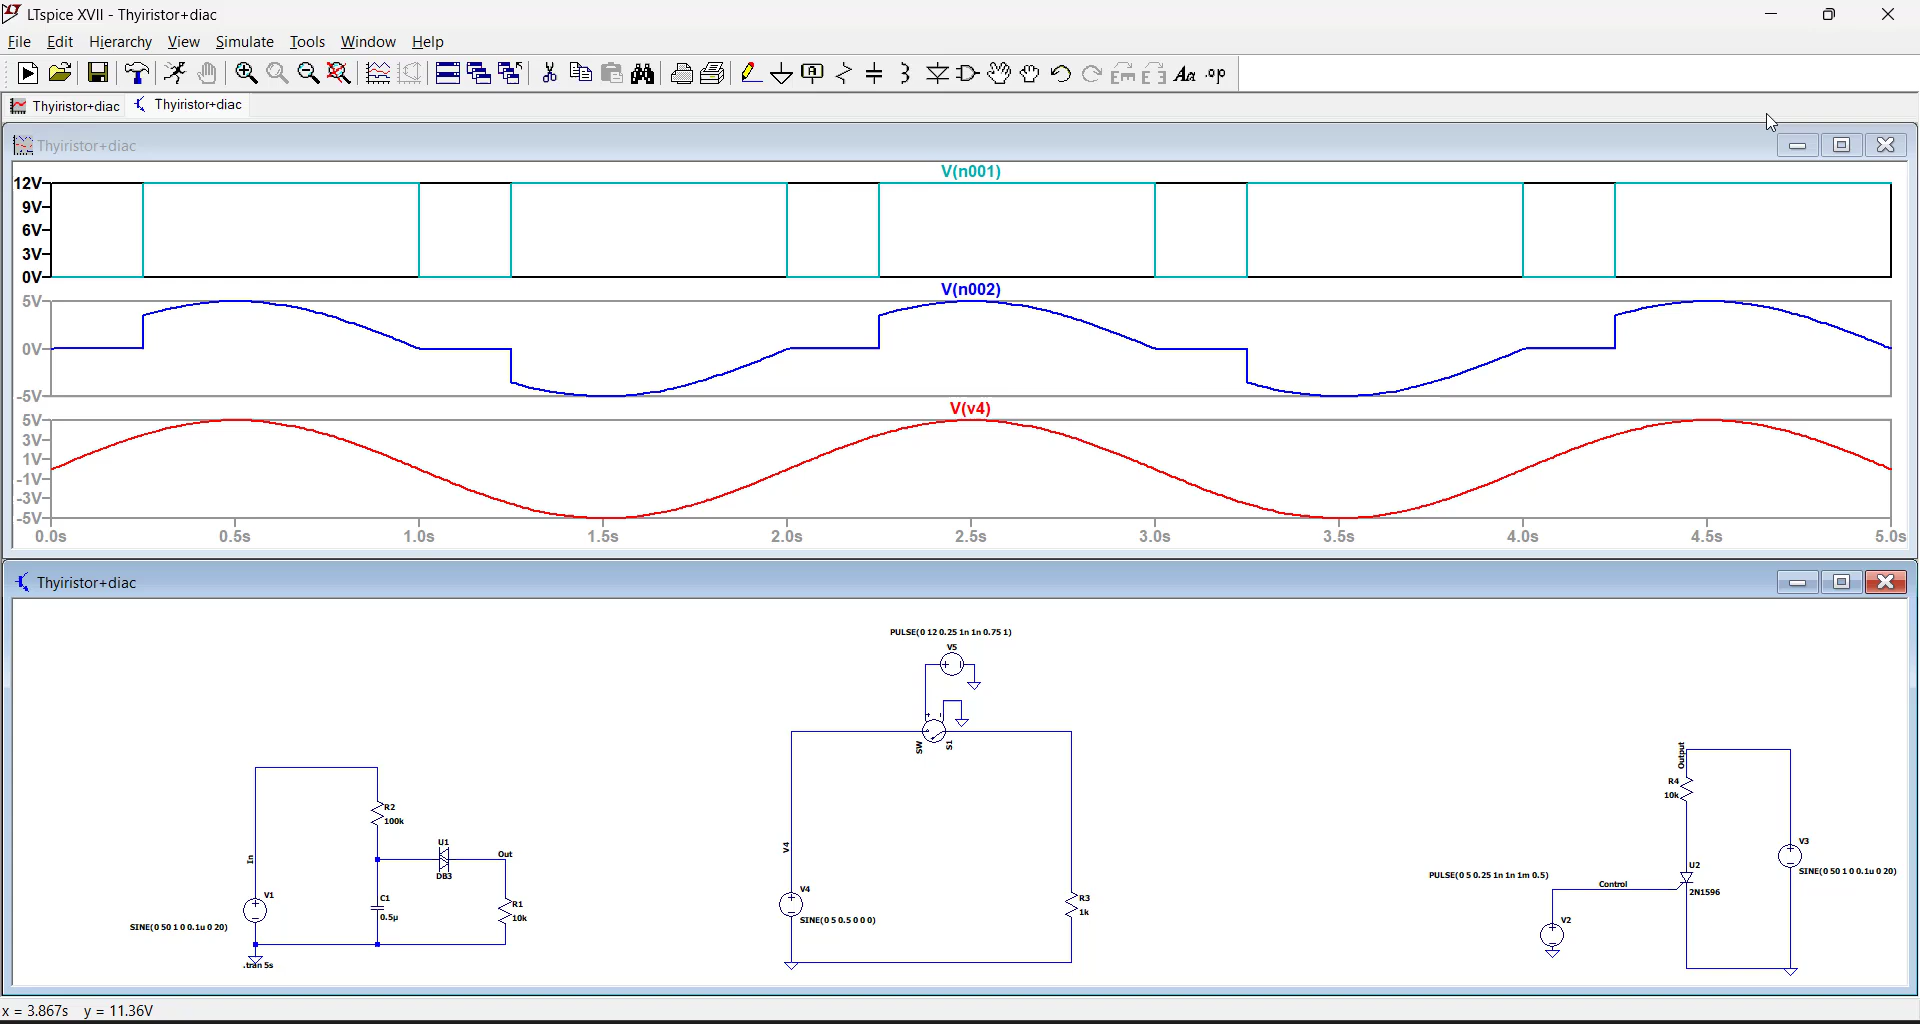 LTspice XVII - Thyiristor+diac
File Edit Hierarchy View Simulate Tools Window Help
Aa .op
Thyiristor+diac Thyiristor+diac
Thyiristor+diac
V(n001)
12V
9V
6V
3V
0V
V(n002)
5V
0V
-5V
V(v4)
5V
3V
1V
-1V
-3V
-5V
0.0s 0.5s 1.0s 1.5s 2.0s 2.5s 3.0s 3.5s 4.0s 4.5s 5.0s
Thyiristor+diac
PULSE(0 12 0.25 1n 1n 0.75 1)
V5
SW
S1
In
V1
SINE(0 50 1 0 0.1u 0 20)
.tran 5s
R2
100k
C1
0.5µ
U1
DB3
Out
R1
10k
V4
V4
SINE(0 5 0.5 0 0 0)
R3
1k
Output
R4
10k
V3
SINE(0 50 1 0 0.1u 0 20)
U2
2N1596
PULSE(0 5 0.25 1n 1n 1m 0.5)
Control
V2
x = 3.867s y = 11.36V